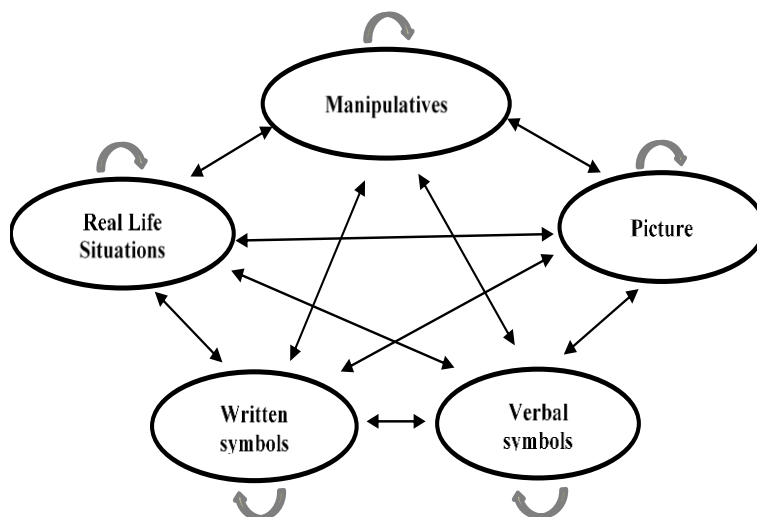 Manipulatives
Real Life
Situations
Picture
Written
symbols
Verbal
symbols